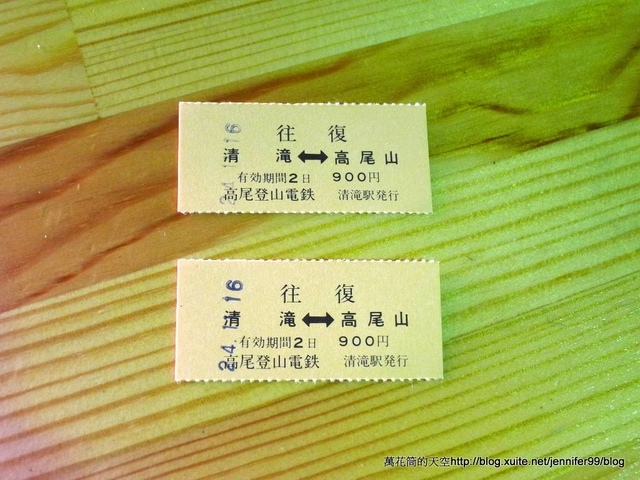 往 復
清 滝⟷高尾山
有効期間2日 900円
高尾登山電鉄 清滝駅発行
16
往 復
清 滝⟷高尾山
有効期間2日 900円
高尾登山電鉄 清滝駅発行
24. 1.16
萬花筒的天空http://blog.xuite.net/jennifer99/blog